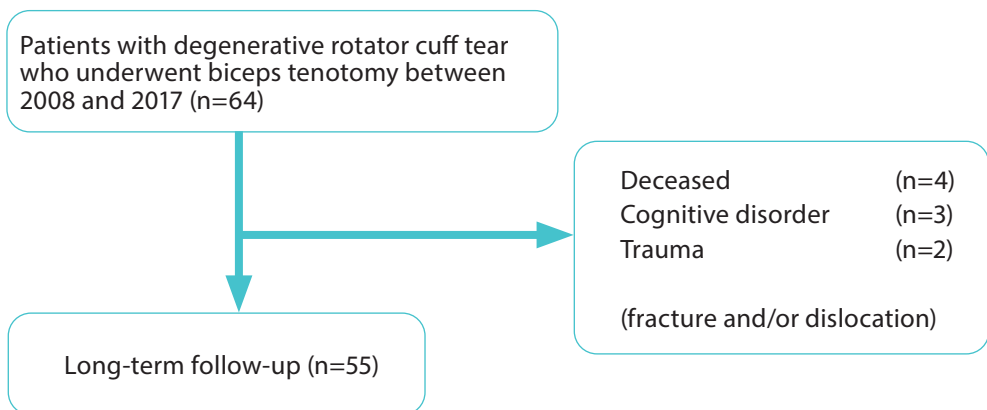 Patients with degenerative rotator cuff tear
who underwent biceps tenotomy between
2008 and 2017 (n=64)
Deceased (n=4)
Cognitive disorder (n=3)
Trauma (n=2)
(fracture and/or dislocation)
Long-term follow-up (n=55)